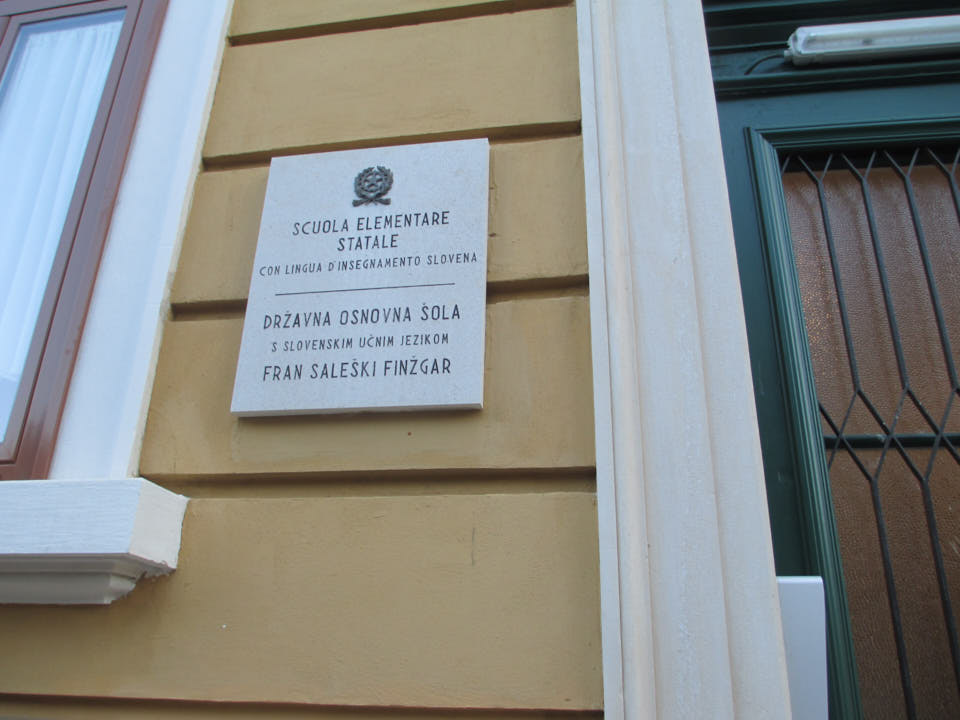 SCUOLA ELEMENTARE
STATALE
CON LINGUA D'INSEGNAMENTO SLOVENA
DRŽAVNA OSNOVNA ŠOLA
S SLOVENSKIM UČNIM JEZIKOM
FRAN SALEŠKI FINŽGAR